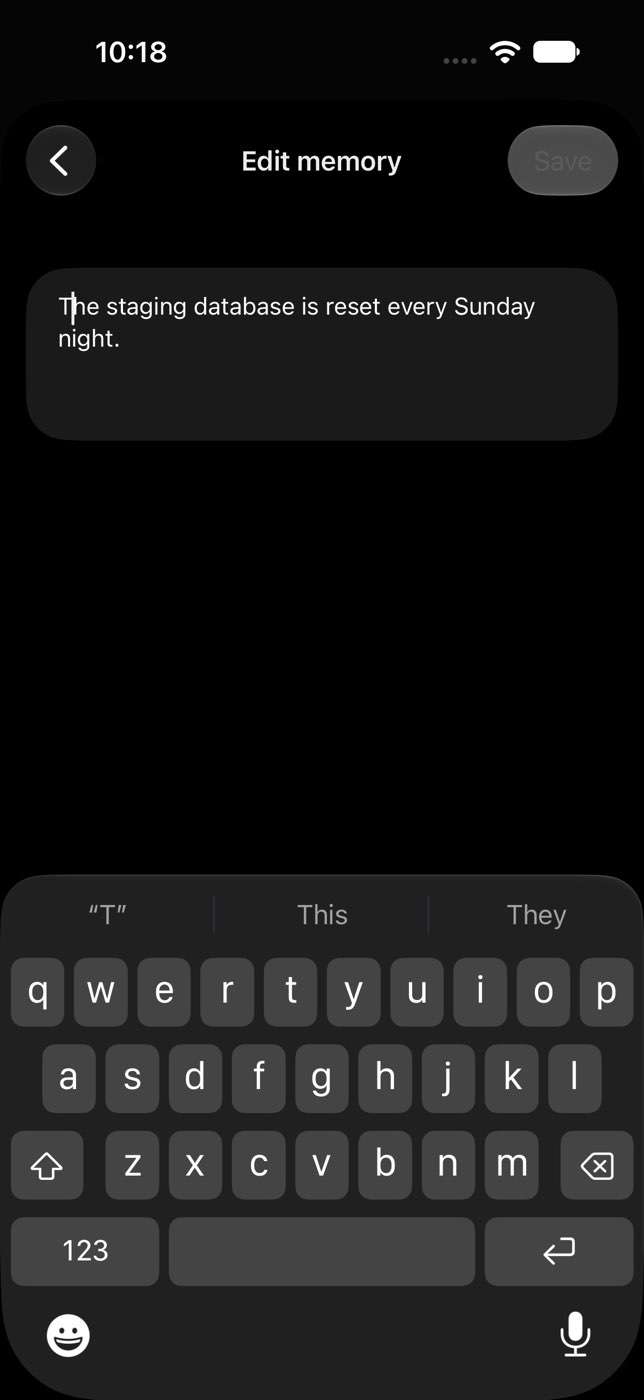 10:18
Edit memory
Save
The staging database is reset every Sunday
night.
“T”
This
They
q w e r t y u i o p
a s d f g h j k l
z x c v b n m
123